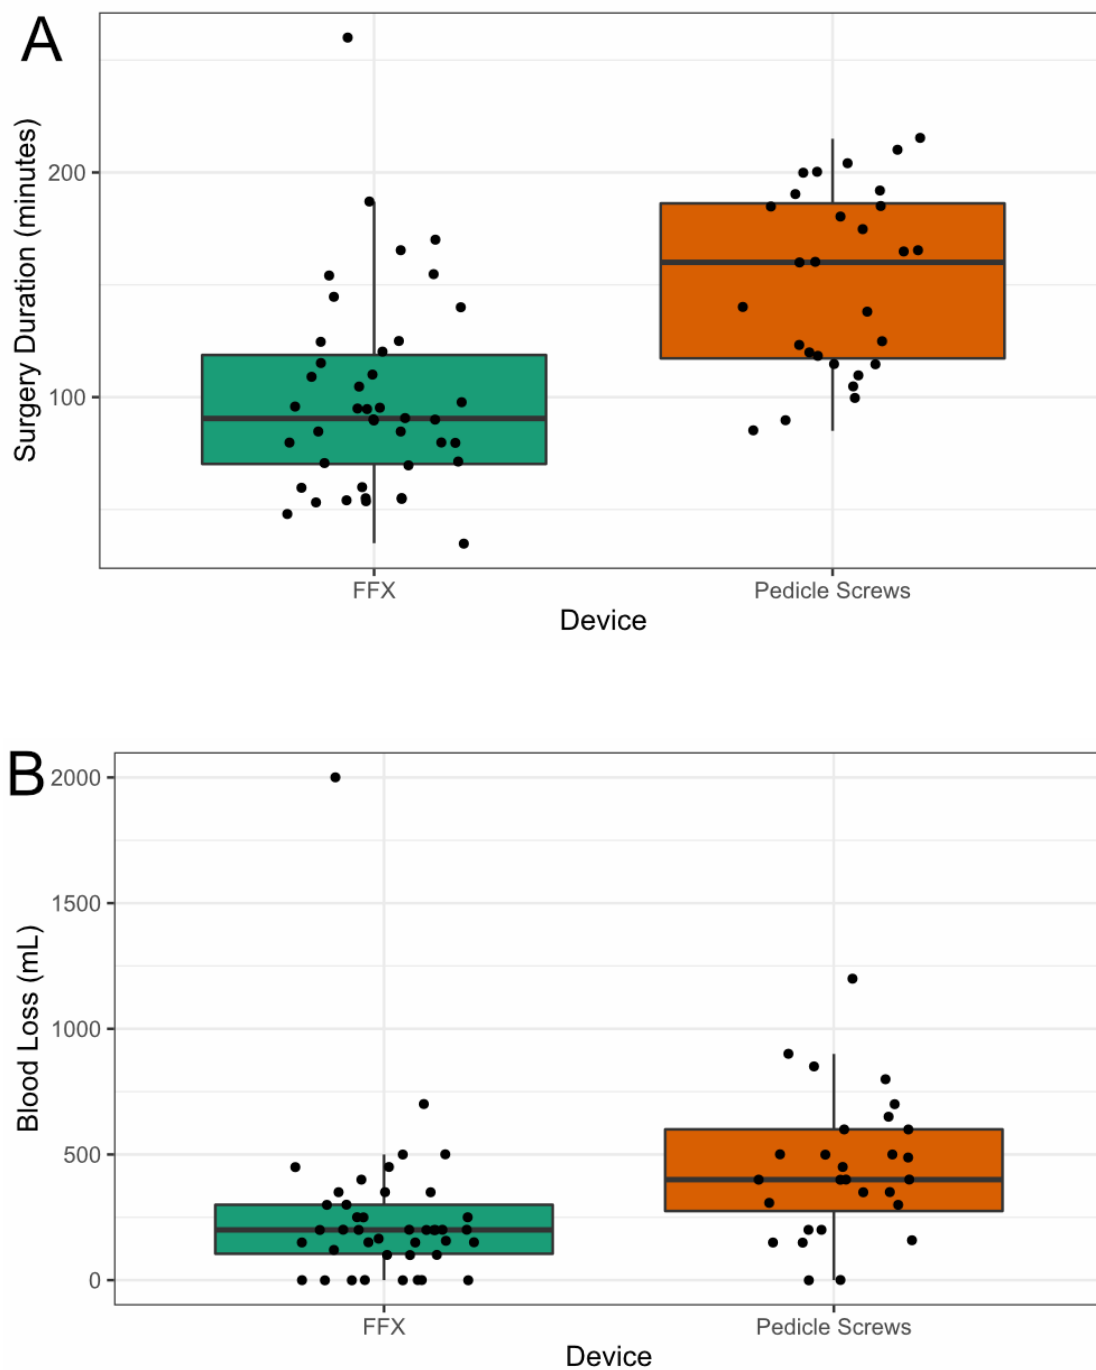 A
Surgery Duration (minutes)
200
100
FFX
Pedicle Screws
Device
B
Blood Loss (mL)
2000
1500
1000
500
0
FFX
Pedicle Screws
Device